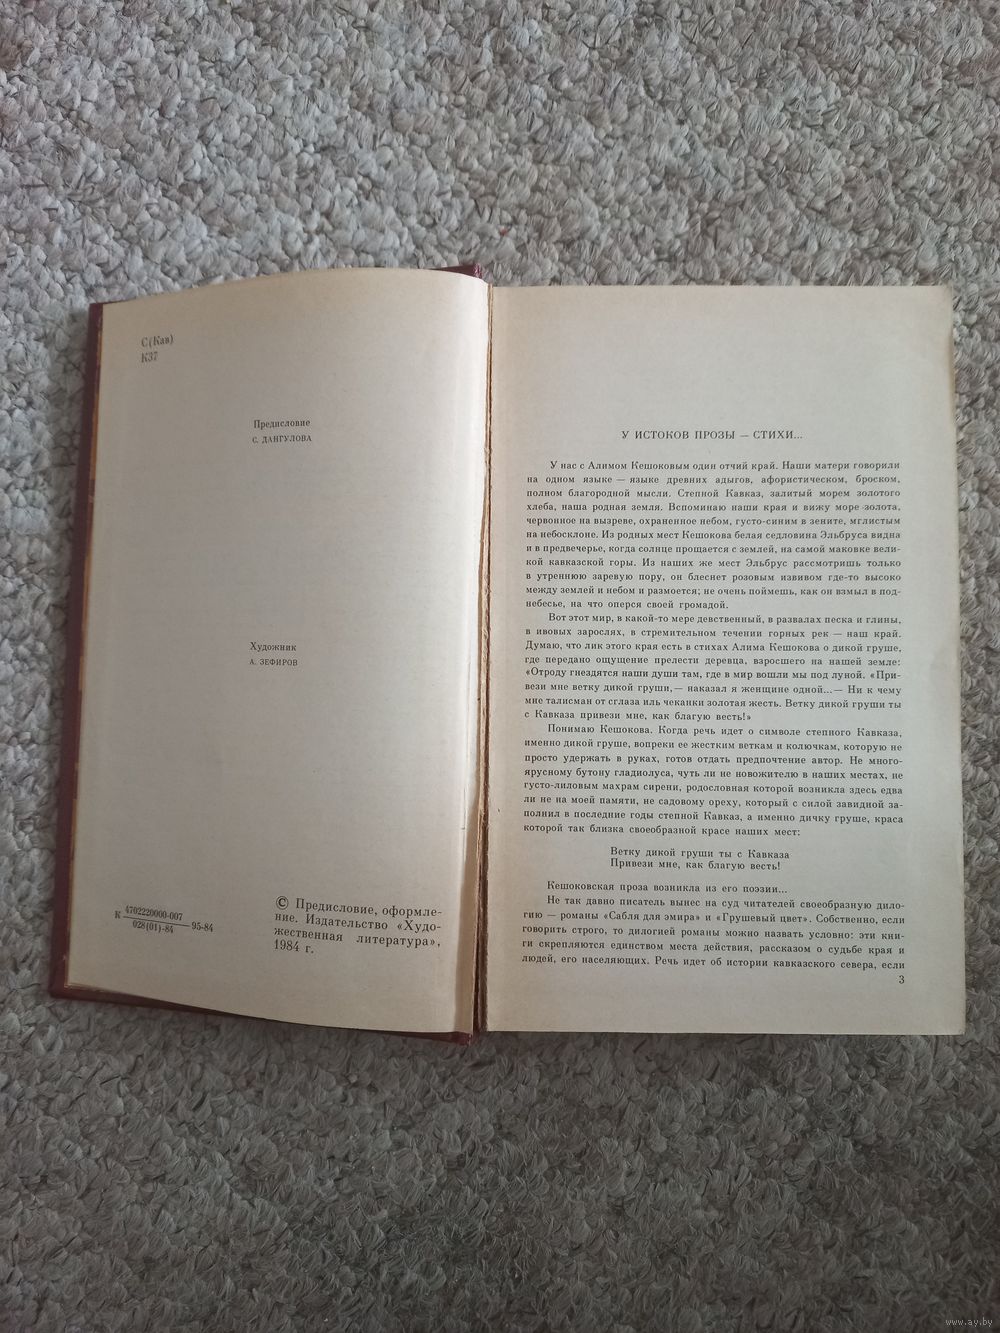 С(Кав)
К37
Предисловие
С. ДАНГУЛОВА
Художник
А. ЗЕФИРОВ
К 4702220000-007 95-84
028(01)-84
© Предисловие, оформле-
ние. Издательство «Худо-
жественная литература»,
1984 г.
У ИСТОКОВ ПРОЗЫ — СТИХИ...
У нас с Алимом Кешоковым один отчий край. Наши матери говорили
на одном языке — языке древних адыгов, афористическом, броском,
полном благородной мысли. Степной Кавказ, залитый морем золотого
хлеба, наша родная земля. Вспоминаю наши края и вижу море золота,
червонное на вызреве, охраненное небом, густо-синим в зените, мглистым
на небосклоне. Из родных мест Кешокова белая седловина Эльбруса видна
и в предвечерье, когда солнце прощается с землей, на самой маковке вели-
кой кавказской горы. Из наших же мест Эльбрус рассмотришь только
в утреннюю заревую пору, он блеснет розовым извивом где-то высоко
между землей и небом и размоется; не очень поймешь, как он взмыл в под-
небесье, на что оперся своей громадой.
Вот этот мир, в какой-то мере девственный, в развалах песка и глины,
в ивовых зарослях, в стремительном течении горных рек — наш край.
Думаю, что лик этого края есть в стихах Алима Кешокова о дикой груше,
где передано ощущение прелести деревца, взросшего на нашей земле:
«Отроду гнездятся наши души там, где в мир вошли мы под луной. «При-
вези мне ветку дикой груши,— наказал я женщине одной...— Ни к чему
мне талисман от сглаза иль чеканки золотая жесть. Ветку дикой груши ты
с Кавказа привези мне, как благую весть!»
Понимаю Кешокова. Когда речь идет о символе степного Кавказа,
именно дикой груше, вопреки ее жестким веткам и колючкам, которую не
просто удержать в руках, готов отдать предпочтение автор. Не много-
ярусному бутону гладиолуса, чуть ли не новожителю в наших местах, не
густо-лиловым махрам сирени, родословная которой возникла здесь едва
ли не на моей памяти, не садовому ореху, который с силой завидной за-
полнил в последние годы степной Кавказ, а именно дичку груше, краса
которой так близка своеобразной красе наших мест:
Ветку дикой груши ты с Кавказа
Привези мне, как благую весть!
Кешоковская проза возникла из его поэзии...
Не так давно писатель вынес на суд читателей своеобразную дило-
гию — романы «Сабля для эмира» и «Грушевый цвет». Собственно, если
говорить строго, то дилогией романы можно назвать условно: эти кни-
ги скрепляются единством места действия, рассказом о судьбе края и
людей, его населяющих. Речь идет об истории кавказского севера, если
3
www.ay.by